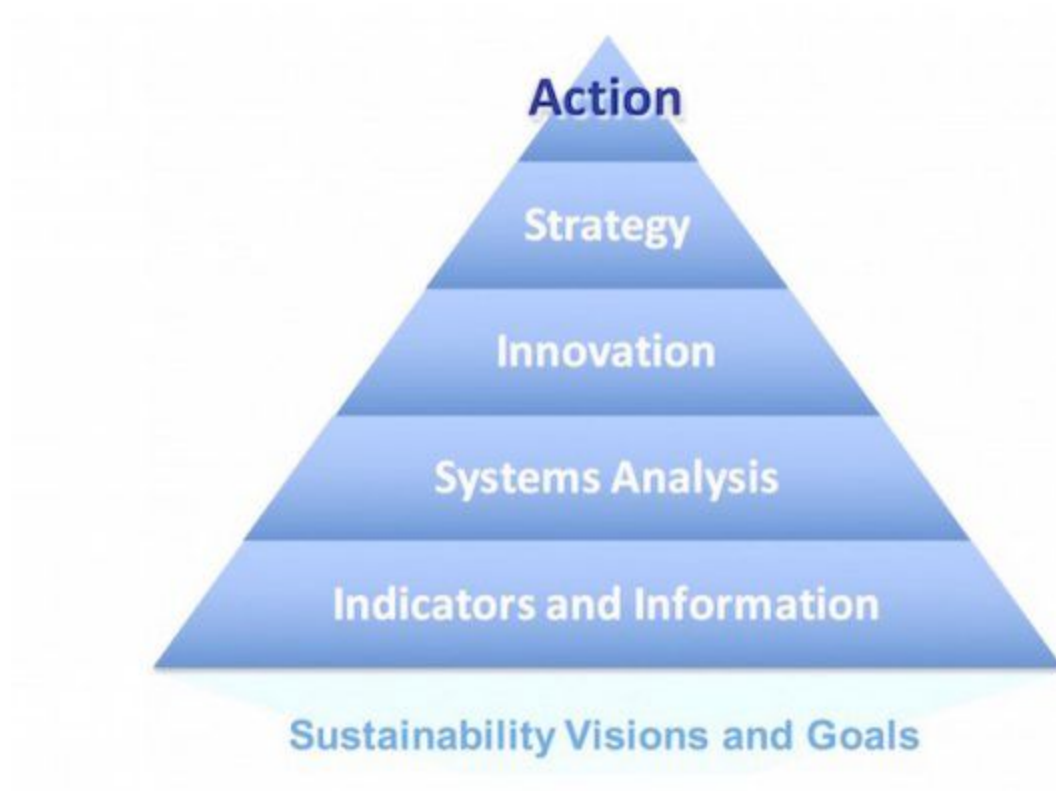 Action
Strategy
Innovation
Systems Analysis
Indicators and Information
Sustainability Visions and Goals